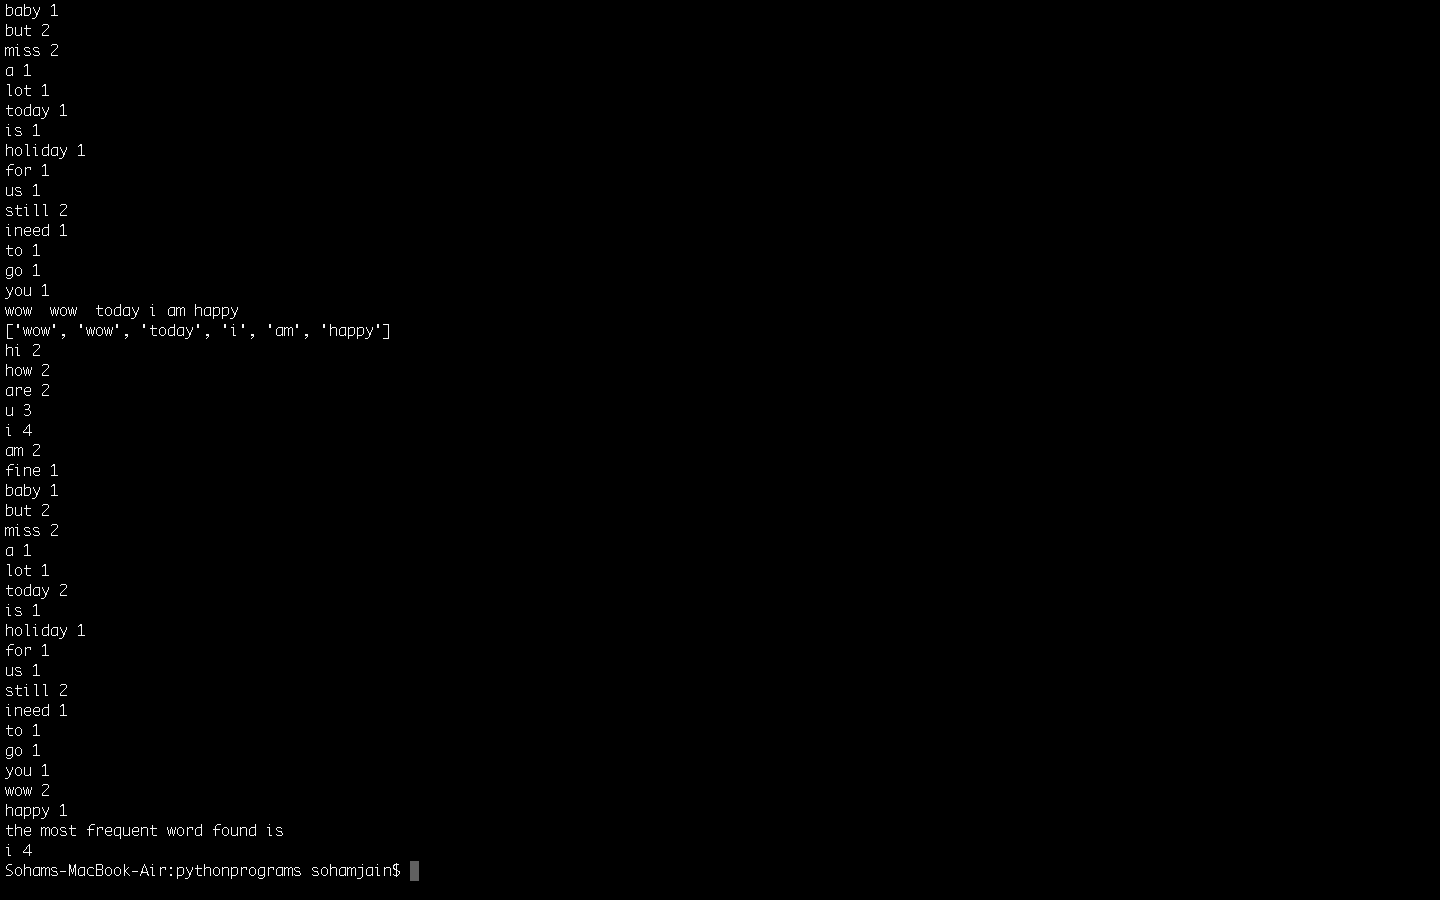 baby 1
but 2
miss 2
a 1
lot 1
today 1
is 1
holiday 1
for 1
us 1
still 2
ineed 1
to 1
go 1
you 1
wow  wow  today i am happy
['wow', 'wow', 'today', 'i', 'am', 'happy']
hi 2
how 2
are 2
u 3
i 4
am 2
fine 1
baby 1
but 2
miss 2
a 1
lot 1
today 2
is 1
holiday 1
for 1
us 1
still 2
ineed 1
to 1
go 1
you 1
wow 2
happy 1
the most frequent word found is
i 4
Sohams-MacBook-Air:pythonprograms sohamjain$